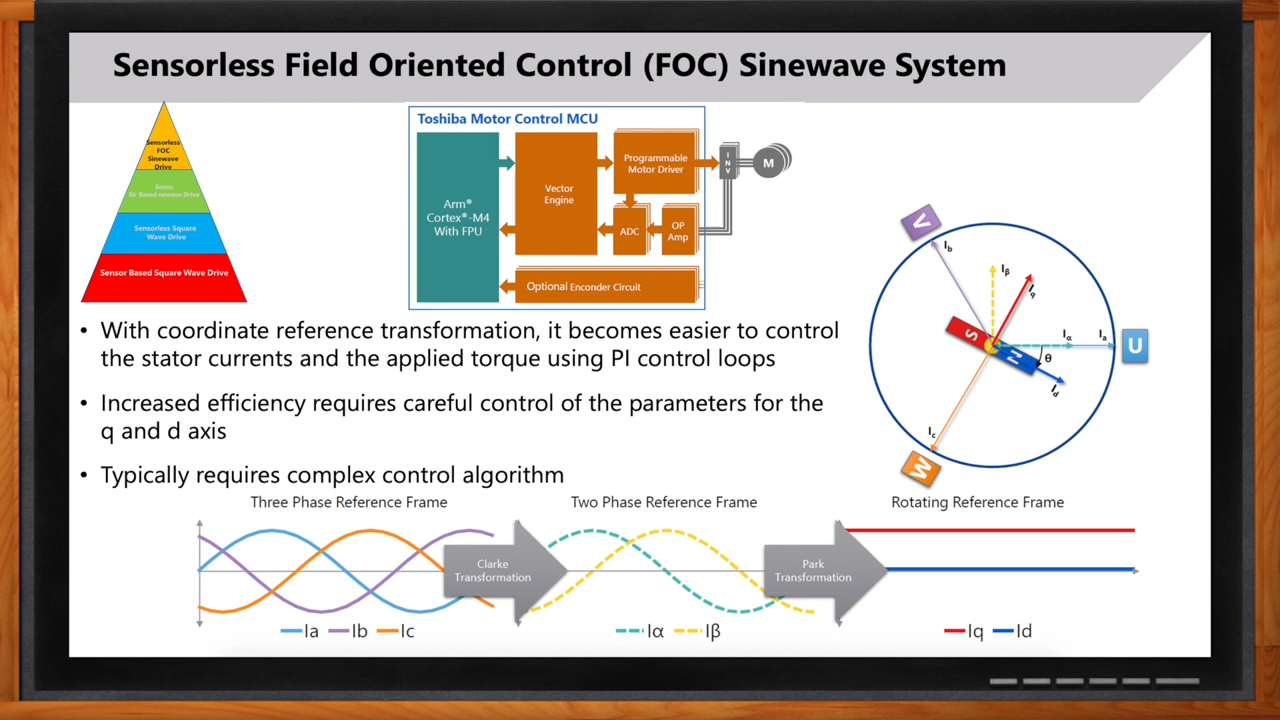 Sensorless Field Oriented Control (FOC) Sinewave System
Sensorless
FOC
Sinewave
Drive
Senso
Sir Based newave Drive
Sensorless Square
Wave Drive
Sensor Based Square Wave Drive
Toshiba Motor Control MCU
Arm®
Cortex®-M4
With FPU
Vector
Engine
Programmable
Motor Driver
ADC
OP
Amp
Optional Enconder Circuit
INV
M
V
Ib
Iβ
Iq
S
N
Iα
Ia
U
θ
Id
Ic
W
• With coordinate reference transformation, it becomes easier to control
the stator currents and the applied torque using PI control loops
• Increased efficiency requires careful control of the parameters for the
q and d axis
• Typically requires complex control algorithm
Three Phase Reference Frame
Two Phase Reference Frame
Rotating Reference Frame
Clarke
Transformation
Park
Transformation
Ia Ib Ic
Iα Iβ
Iq Id